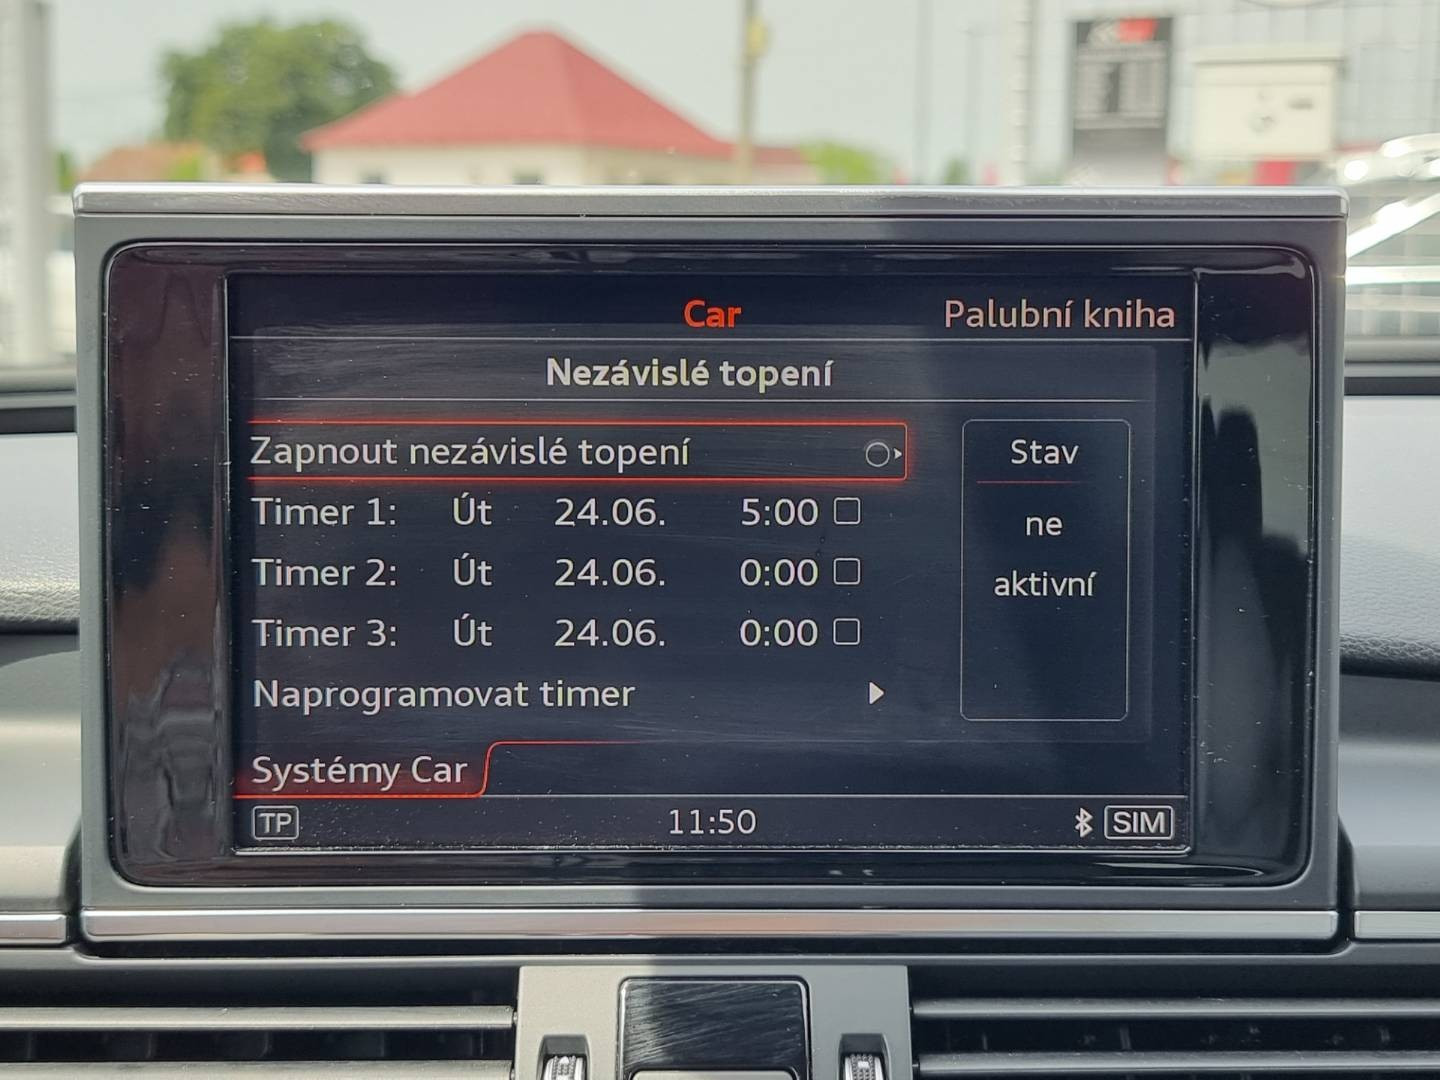 Car Palubní kniha
Nezávislé topení
Zapnout nezávislé topení
Timer 1: Út 24.06. 5:00
Timer 2: Út 24.06. 0:00
Timer 3: Út 24.06. 0:00
Naprogramovat timer
Stav
ne
aktivní
Systémy Car
TP 11:50 SIM